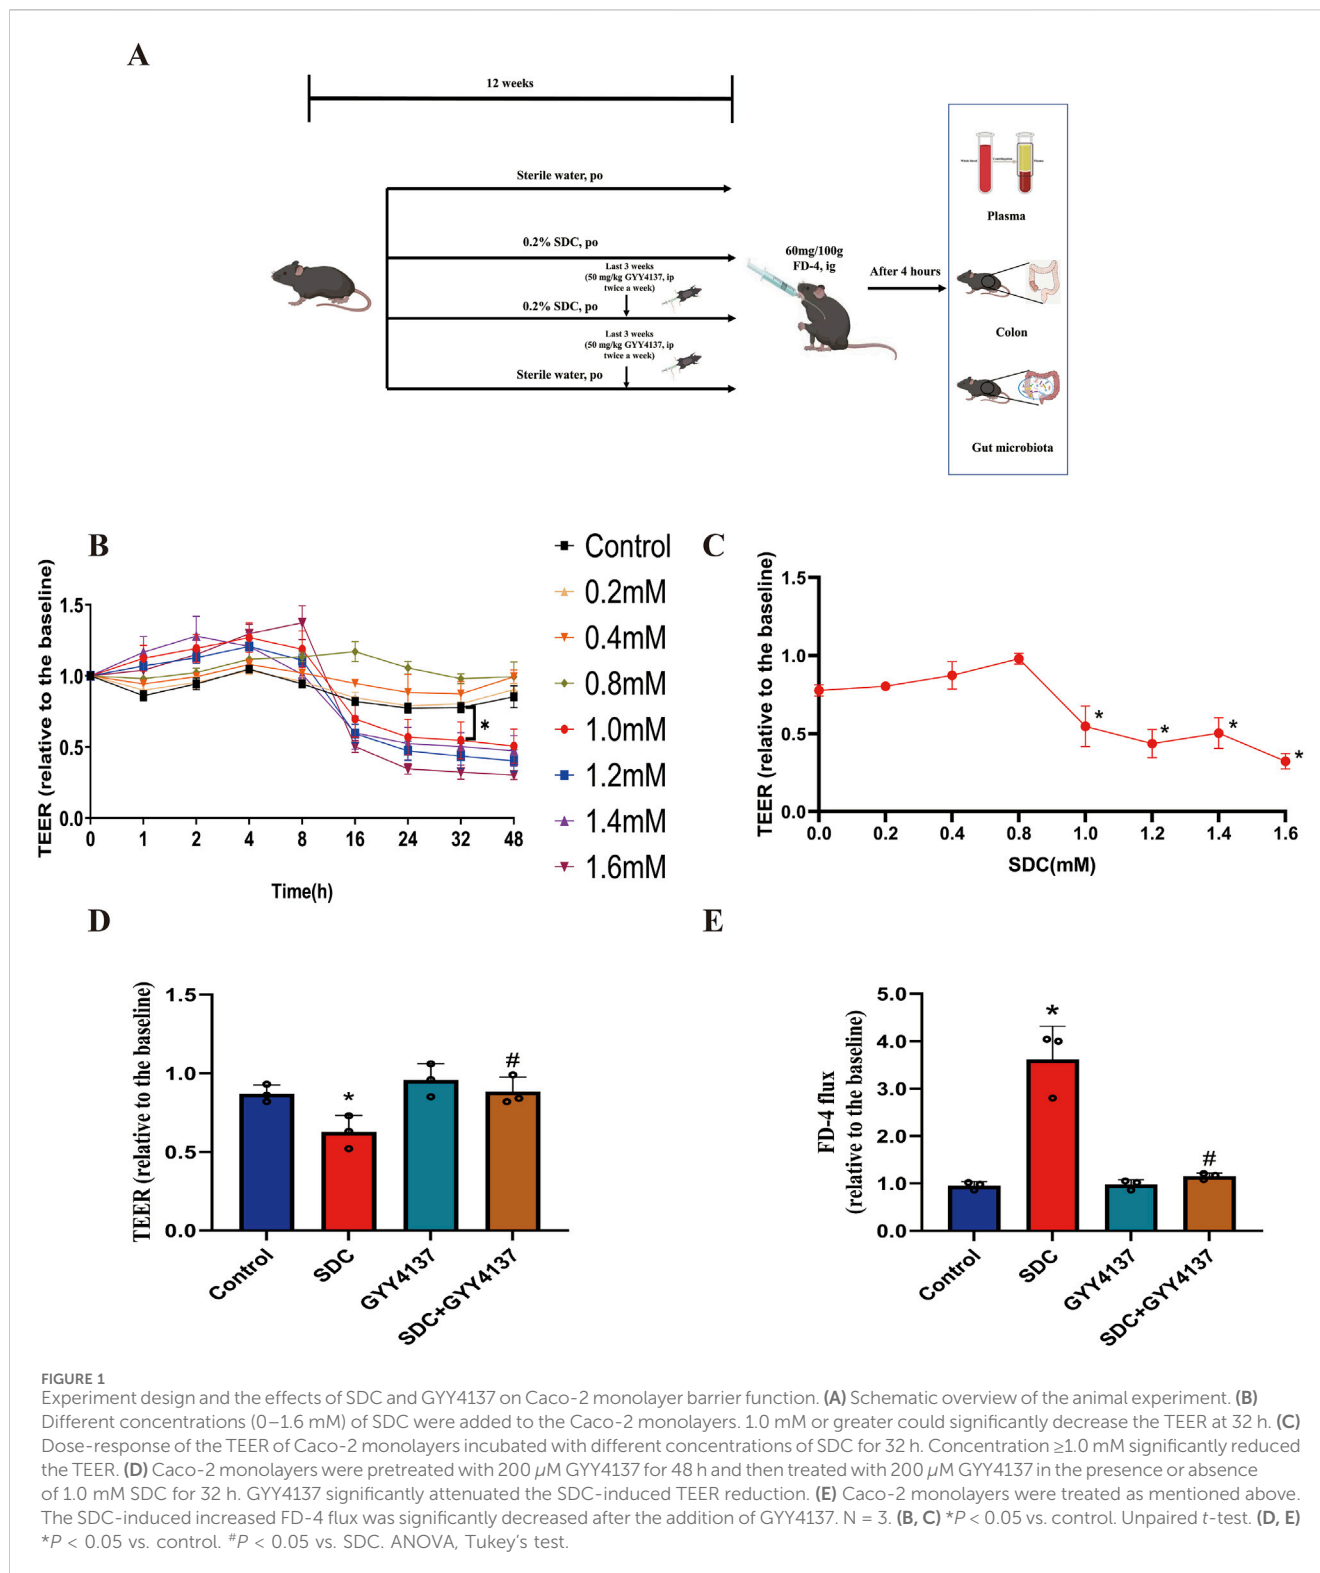 A
12 weeks
Sterile water, po
0.2% SDC, po
Last 3 weeks
(50 mg/kg GYY4137, ip
twice a week)
0.2% SDC, po
Last 3 weeks
(50 mg/kg GYY4137, ip
twice a week)
Sterile water, po
60mg/100g
FD-4, ig
After 4 hours
Plasma
Colon
Gut microbiota
B
TEER (relative to the baseline)
1.5
1.0
0.5
0.0
0 1 2 4 8 16 24 32 48
Time(h)
*
Control
0.2mM
0.4mM
0.8mM
1.0mM
1.2mM
1.4mM
1.6mM
C
TEER (relative to the baseline)
1.5
1.0
0.5
0.0
* * * *
0.0 0.2 0.4 0.8 1.0 1.2 1.4 1.6
SDC(mM)
D
TEER (relative to the baseline)
1.5
1.0
0.5
0.0
* #
Control SDC GYY4137 SDC+GYY4137
E
FD-4 flux
(relative to the baseline)
5.0
4.0
3.0
2.0
1.0
0.0
* #
Control SDC GYY4137 SDC+GYY4137
FIGURE 1
Experiment design and the effects of SDC and GYY4137 on Caco-2 monolayer barrier function. (A) Schematic overview of the animal experiment. (B)
Different concentrations (0–1.6 mM) of SDC were added to the Caco-2 monolayers. 1.0 mM or greater could significantly decrease the TEER at 32 h. (C)
Dose-response of the TEER of Caco-2 monolayers incubated with different concentrations of SDC for 32 h. Concentration ≥1.0 mM significantly reduced
the TEER. (D) Caco-2 monolayers were pretreated with 200 µM GYY4137 for 48 h and then treated with 200 µM GYY4137 in the presence or absence
of 1.0 mM SDC for 32 h. GYY4137 significantly attenuated the SDC-induced TEER reduction. (E) Caco-2 monolayers were treated as mentioned above.
The SDC-induced increased FD-4 flux was significantly decreased after the addition of GYY4137. N = 3. (B, C) *P < 0.05 vs. control. Unpaired t-test. (D, E)
*P < 0.05 vs. control. #P < 0.05 vs. SDC. ANOVA, Tukey's test.